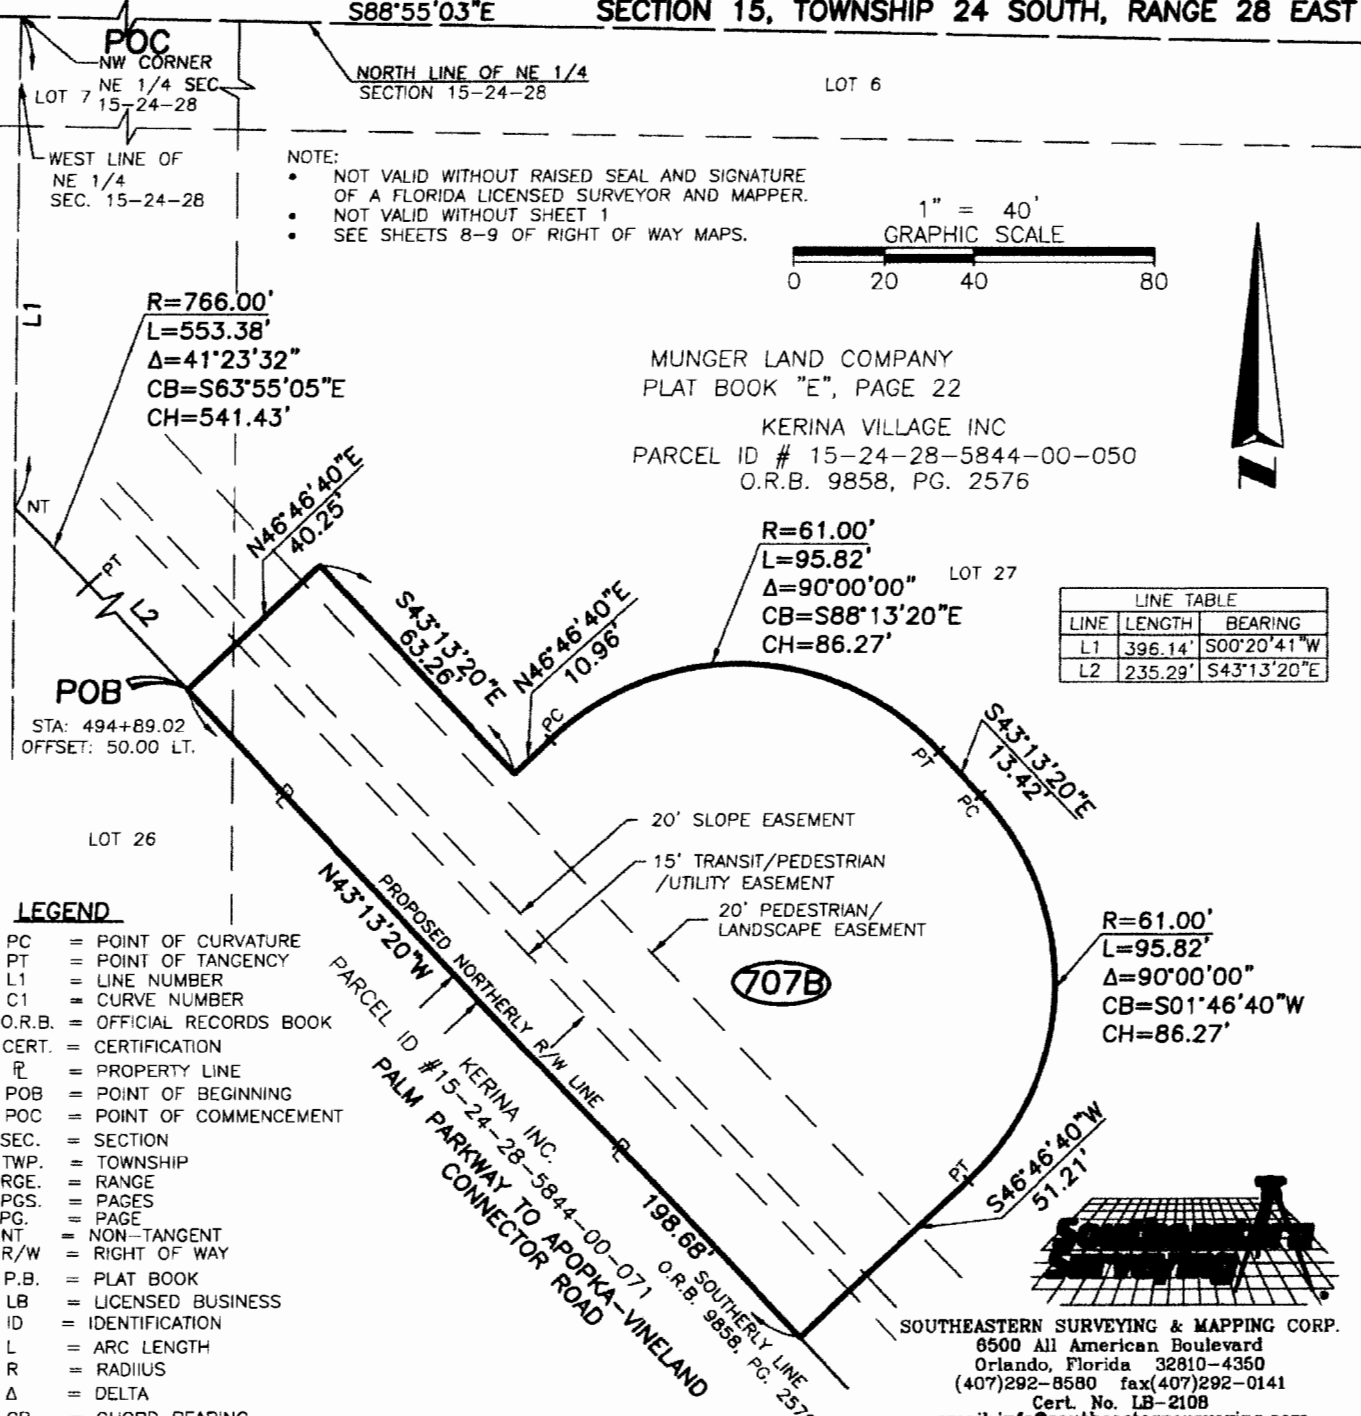 S88°55'03"E
SECTION 15, TOWNSHIP 24 SOUTH, RANGE 28 EAST
POC
NW CORNER
NE 1/4 SEC
15-24-28
LOT 7
NORTH LINE OF NE 1/4
SECTION 15-24-28
LOT 6
WEST LINE OF
NE 1/4
SEC. 15-24-28
NOTE:
• NOT VALID WITHOUT RAISED SEAL AND SIGNATURE
OF A FLORIDA LICENSED SURVEYOR AND MAPPER.
• NOT VALID WITHOUT SHEET 1
• SEE SHEETS 8-9 OF RIGHT OF WAY MAPS.
1" = 40'
GRAPHIC SCALE
0 20 40 80
L1
R=766.00'
L=553.38'
Δ=41°23'32"
CB=S63°55'05"E
CH=541.43'
MUNGER LAND COMPANY
PLAT BOOK "E", PAGE 22
KERINA VILLAGE INC
PARCEL ID # 15-24-28-5844-00-050
O.R.B. 9858, PG. 2576
N
NT
PT
L2
N46°46'40"E
40.25'
S43°13'20"E
63.26'
N46°46'40"E
10.96'
PC
R=61.00'
L=95.82'
Δ=90°00'00"
CB=S88°13'20"E
CH=86.27'
LOT 27
LINE TABLE
LINE LENGTH BEARING
L1 396.14' S00°20'41"W
L2 235.29' S43°13'20"E
POB
STA: 494+89.02
OFFSET: 50.00 LT.
PT
S43°13'20"E
13.42'
PC
PL
LOT 26
20' SLOPE EASEMENT
15' TRANSIT/PEDESTRIAN
/UTILITY EASEMENT
20' PEDESTRIAN/
LANDSCAPE EASEMENT
707B
R=61.00'
L=95.82'
Δ=90°00'00"
CB=S01°46'40"W
CH=86.27'
N43°13'20"W
198.68'
PROPOSED NORTHERLY R/W LINE
PL
KERINA INC.
PARCEL ID #15-24-28-5844-00-071
O.R.B. 9858, PG. 257
PALM PARKWAY TO APOPKA-VINELAND
CONNECTOR ROAD
SOUTHERLY LINE
PT
S46°46'40"W
51.21'
LEGEND
PC = POINT OF CURVATURE
PT = POINT OF TANGENCY
L1 = LINE NUMBER
C1 = CURVE NUMBER
O.R.B. = OFFICIAL RECORDS BOOK
CERT. = CERTIFICATION
PL = PROPERTY LINE
POB = POINT OF BEGINNING
POC = POINT OF COMMENCEMENT
SEC. = SECTION
TWP. = TOWNSHIP
RGE. = RANGE
PGS. = PAGES
PG. = PAGE
NT = NON-TANGENT
R/W = RIGHT OF WAY
P.B. = PLAT BOOK
LB = LICENSED BUSINESS
ID = IDENTIFICATION
L = ARC LENGTH
R = RADIIUS
Δ = DELTA
CB = CHORD BEARING
Southeastern
Surveying
SOUTHEASTERN SURVEYING & MAPPING CORP.
6500 All American Boulevard
Orlando, Florida 32810-4350
(407)292-8580 fax(407)292-0141
Cert. No. LB-2108